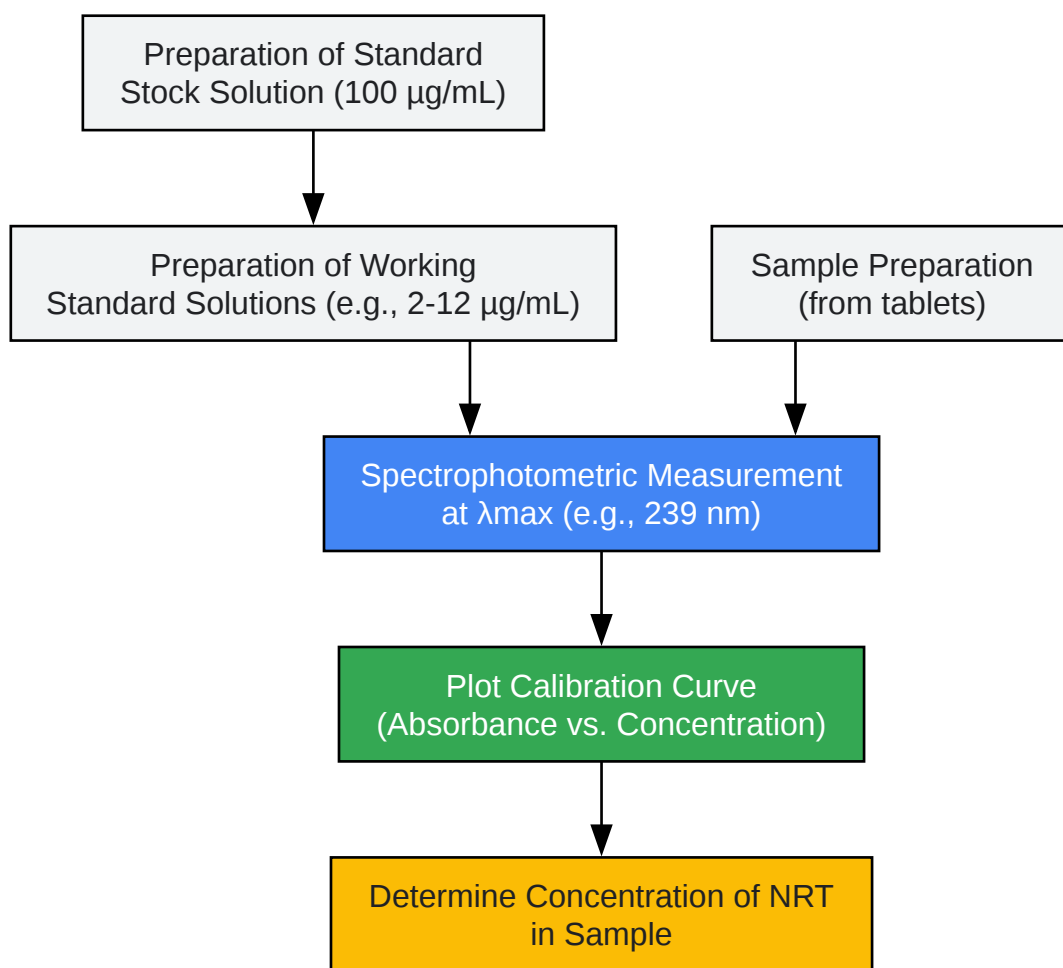 Preparation of Standard
Stock Solution (100 µg/mL)
Preparation of Working
Standard Solutions (e.g., 2-12 µg/mL)
Sample Preparation
(from tablets)
Spectrophotometric Measurement
at λmax (e.g., 239 nm)
Plot Calibration Curve
(Absorbance vs. Concentration)
Determine Concentration of NRT
in Sample